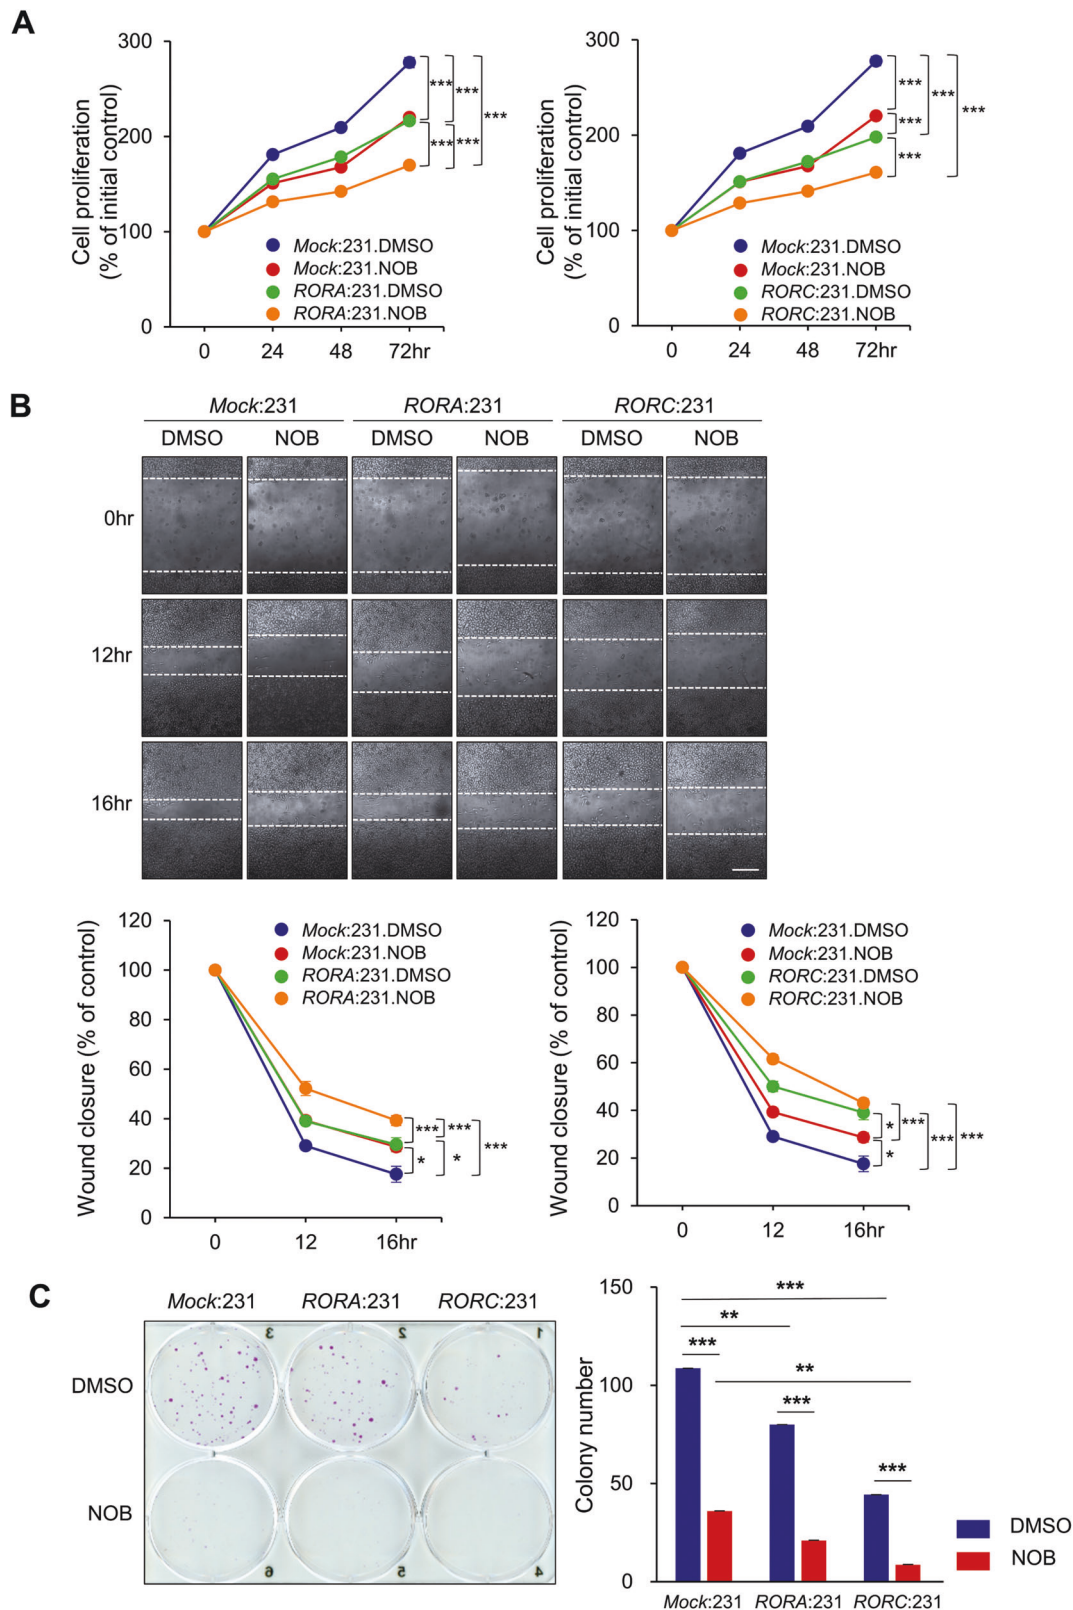 A
300
200
100
0
Cell proliferation
(% of initial control)
Mock:231.DMSO
Mock:231.NOB
RORA:231.DMSO
RORA:231.NOB
0 24 48 72hr
*** *** ***
*** ***
300
200
100
0
Cell proliferation
(% of initial control)
Mock:231.DMSO
Mock:231.NOB
RORC:231.DMSO
RORC:231.NOB
0 24 48 72hr
*** *** ***
***
***
B
Mock:231 RORA:231 RORC:231
DMSO NOB DMSO NOB DMSO NOB
0hr
12hr
16hr
120
100
80
60
40
20
0
Wound closure (% of control)
Mock:231.DMSO
Mock:231.NOB
RORA:231.DMSO
RORA:231.NOB
0 12 16hr
*** *** ***
* *
120
100
80
60
40
20
0
Wound closure (% of control)
Mock:231.DMSO
Mock:231.NOB
RORC:231.DMSO
RORC:231.NOB
0 12 16hr
* *** *** ***
*
C
Mock:231 RORA:231 RORC:231
DMSO
NOB
3 2 1
6 5 4
150
100
50
0
Colony number
***
**
***
**
***
***
DMSO
NOB
Mock:231 RORA:231 RORC:231